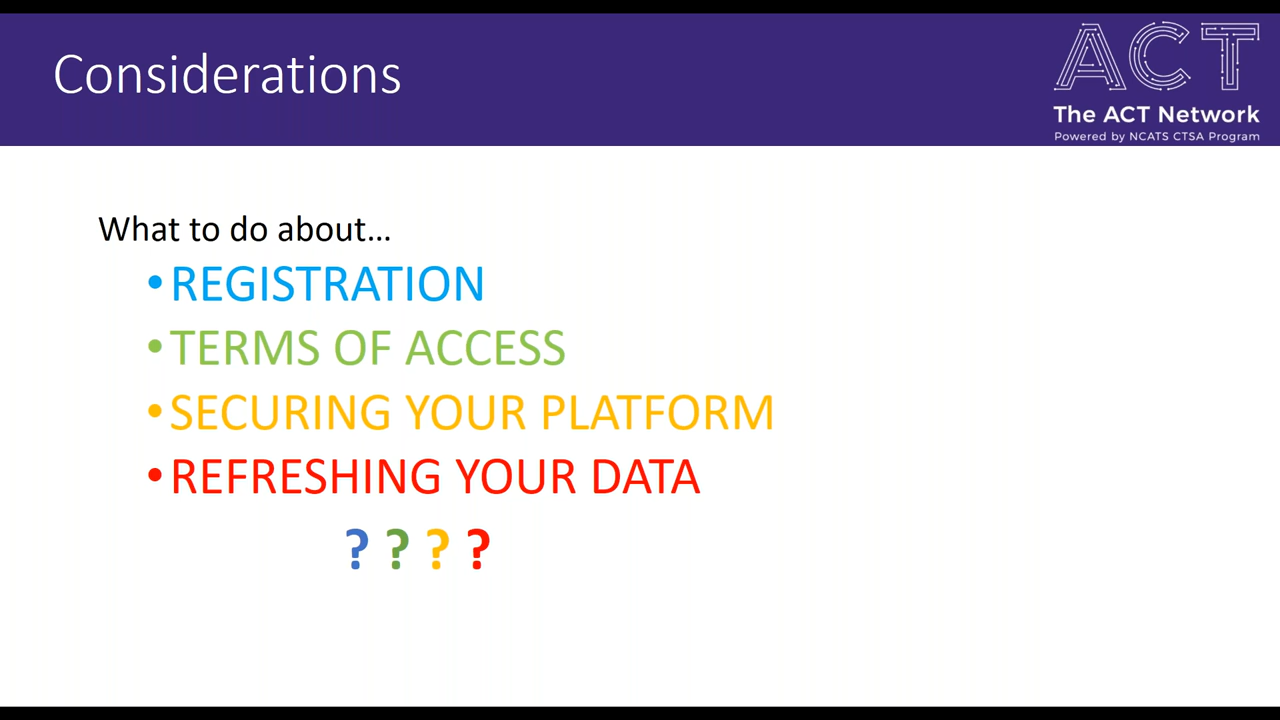 Considerations
ACT
The ACT Network
Powered by NCATS CTSA Program
What to do about...
•REGISTRATION
•TERMS OF ACCESS
•SECURING YOUR PLATFORM
•REFRESHING YOUR DATA
? ? ? ?